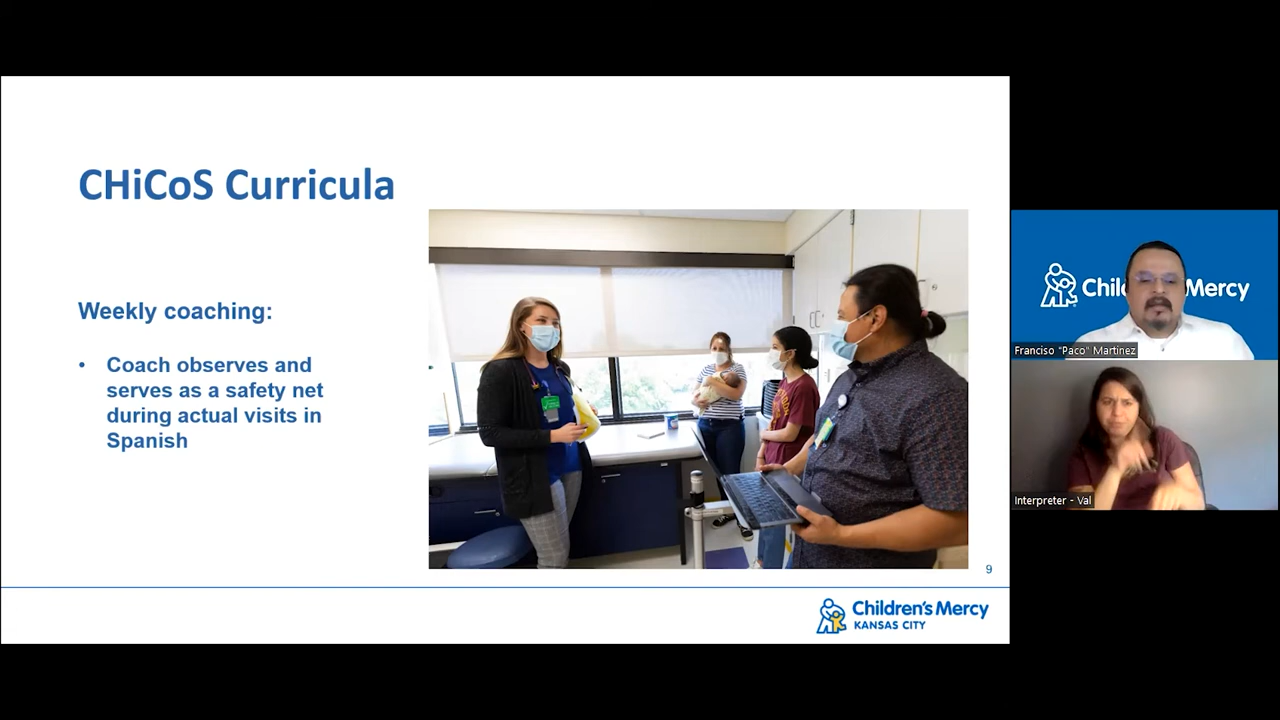 CHiCoS Curricula
Weekly coaching:
• Coach observes and
serves as a safety net
during actual visits in
Spanish
9
Children's Mercy
KANSAS CITY
Chil Mercy
Franciso "Paco" Martinez
Interpreter - Val